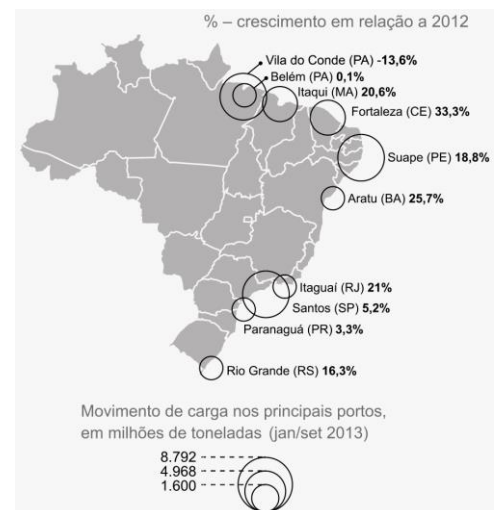 % – crescimento em relação a 2012
Vila do Conde (PA) -13,6%
Belém (PA) 0,1%
Itaqui (MA) 20,6%
Fortaleza (CE) 33,3%
Suape (PE) 18,8%
Aratu (BA) 25,7%
Itaguaí (RJ) 21%
Santos (SP) 5,2%
Paranaguá (PR) 3,3%
Rio Grande (RS) 16,3%
Movimento de carga nos principais portos,
em milhões de toneladas (jan/set 2013)
8.792
4.968
1.600